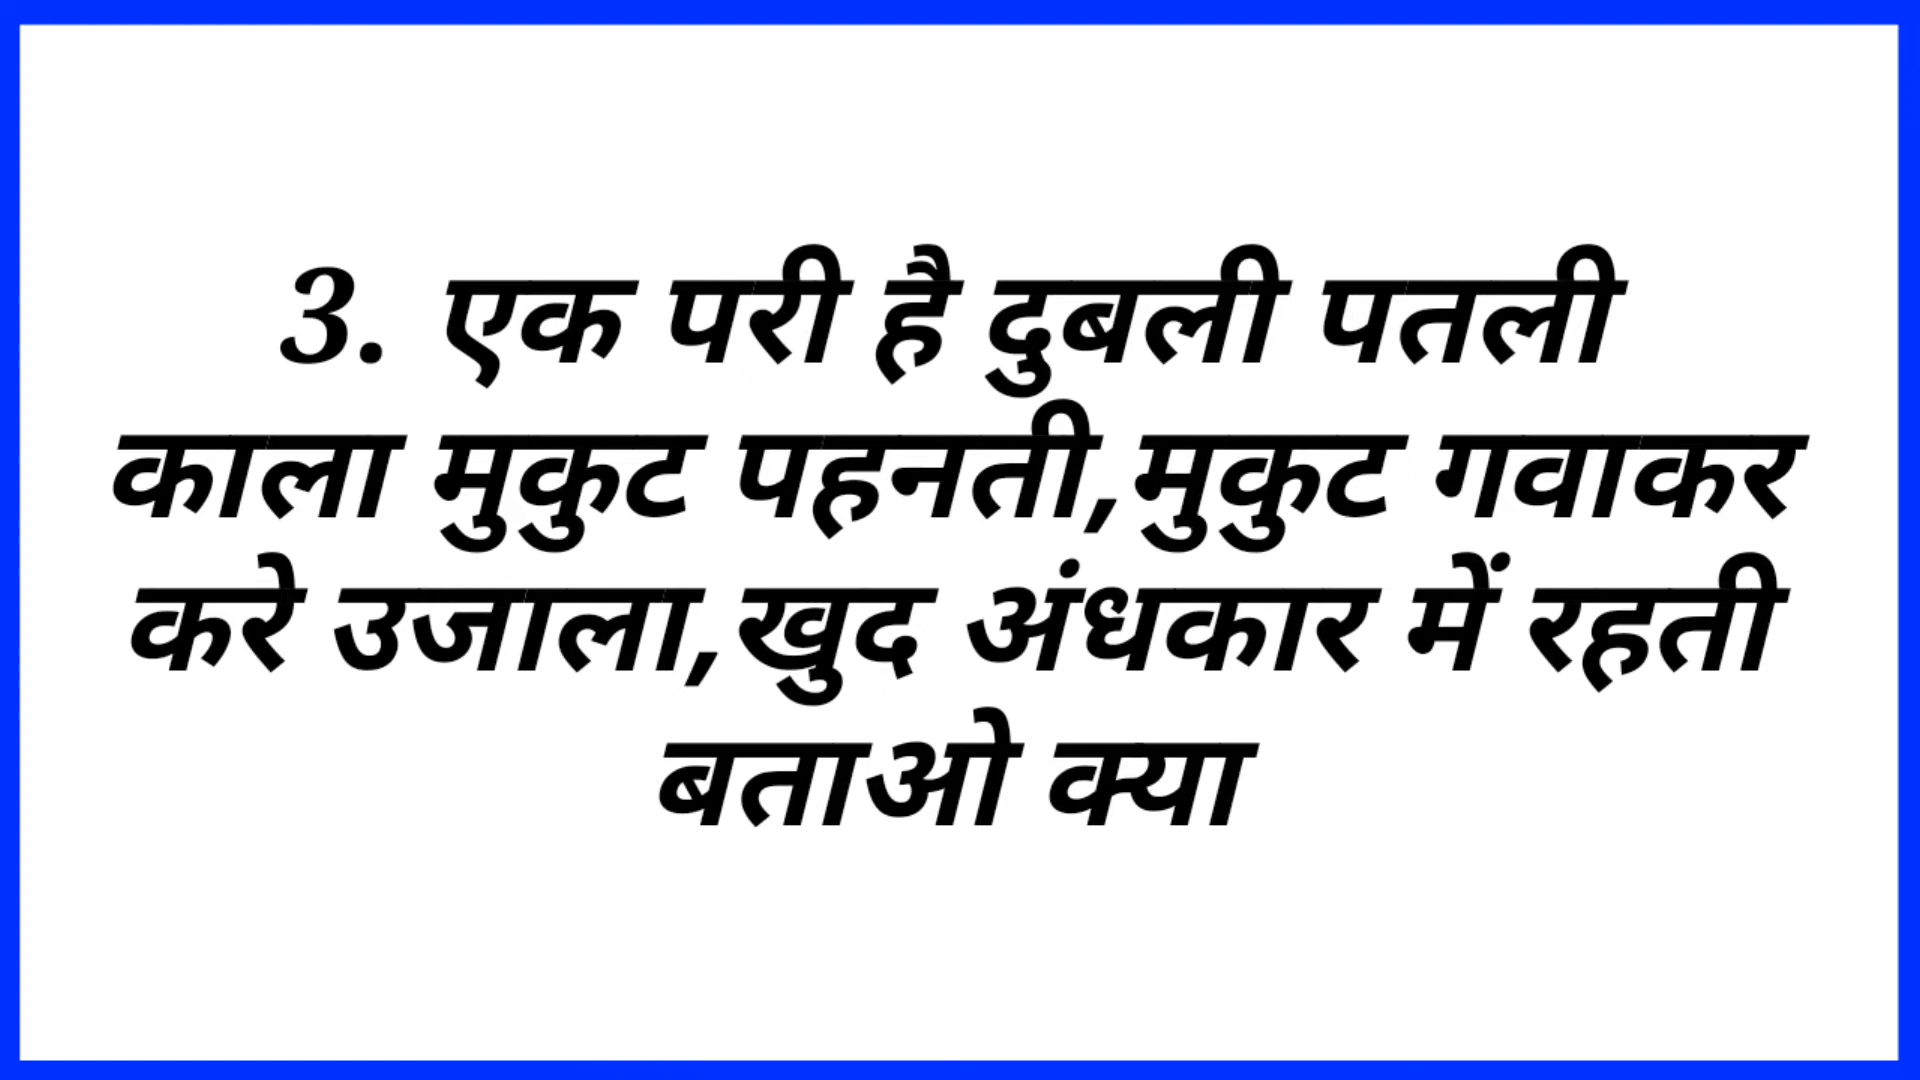 3. एक परी है दुबली पतली
काला मुकुट पहनती,मुकुट गवाकर
करे उजाला,खुद अंधकार में रहती
बताओ क्या